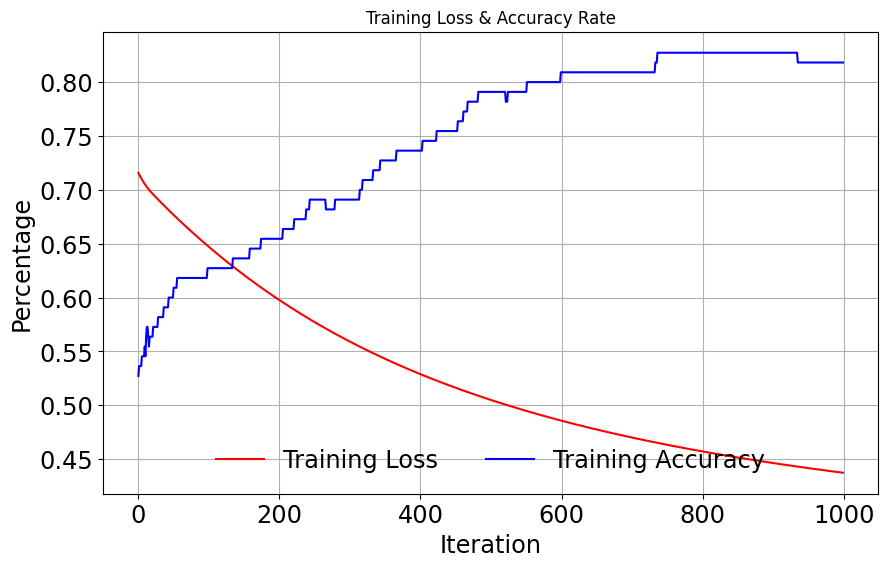 Training Loss & Accuracy Rate
Percentage
0.80
0.75
0.70
0.65
0.60
0.55
0.50
0.45
Training Loss Training Accuracy
0 200 400 600 800 1000
Iteration